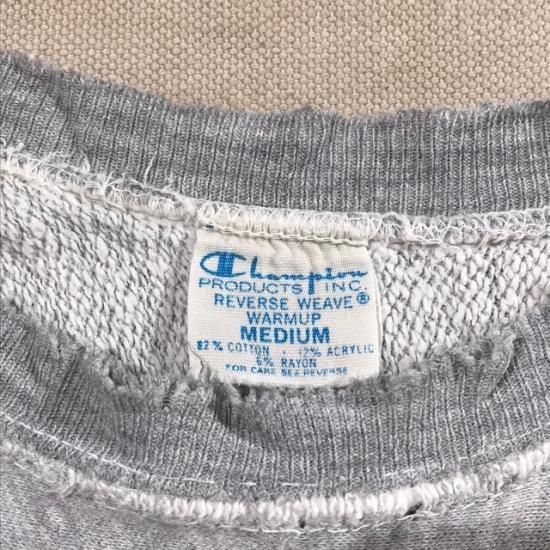 Champion
PRODUCTS INC.
REVERSE WEAVE®
WARMUP
MEDIUM
82% COTTON - 12% ACRYLIC
6% RAYON
FOR CARE SEE REVERSE